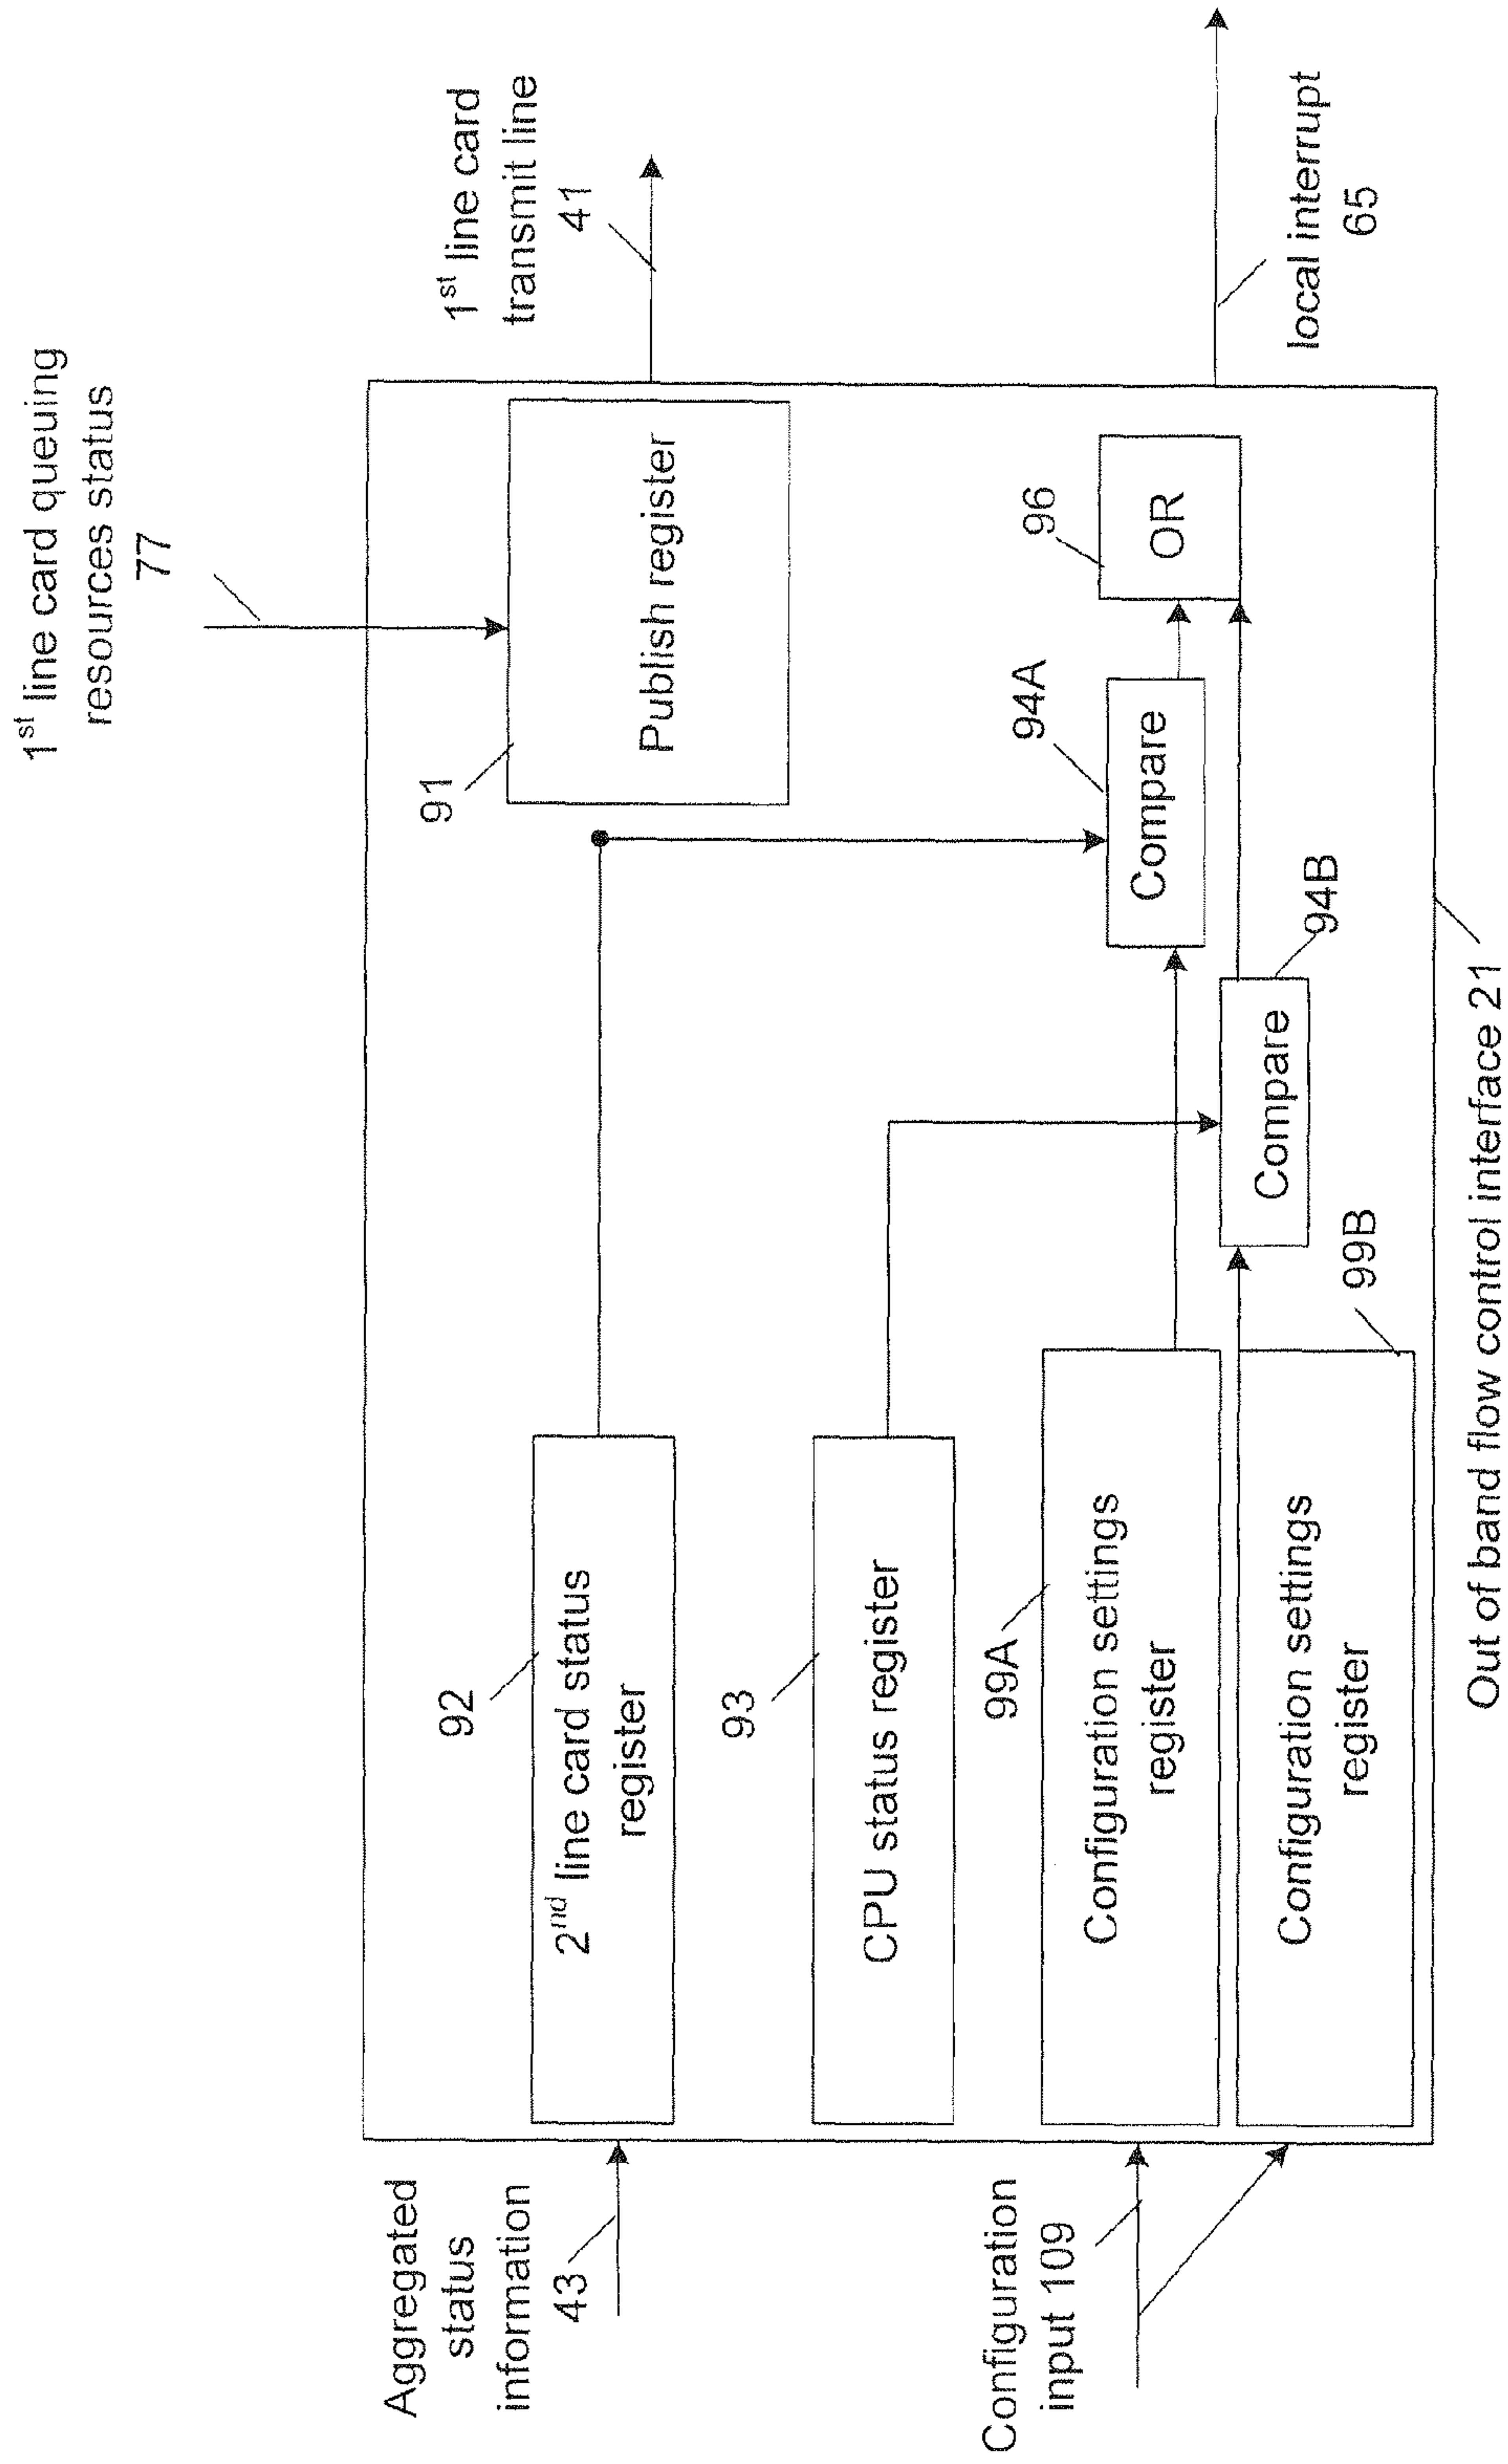 1st line card queuing
resources status
77
1st line card
transmit line
41
91
Publish register
Aggregated
status
information
43
92
2nd line card status
register
93
CPU status register
96
OR
94A
Compare
94B
Compare
local interrupt
65
Configuration
input 109
99A
Configuration settings
register
99B
Configuration settings
register
Out of band flow control interface 21